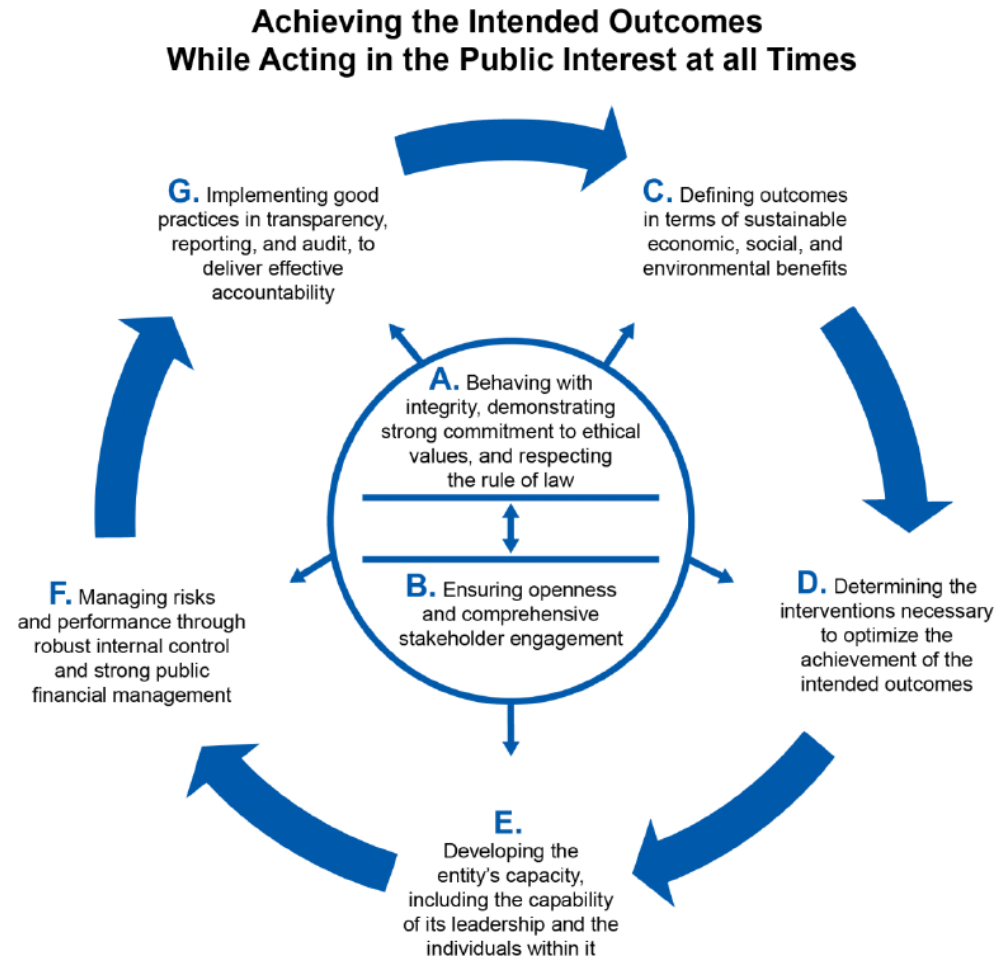 Achieving the Intended Outcomes
While Acting in the Public Interest at all Times
G. Implementing good
practices in transparency,
reporting, and audit, to
deliver effective
accountability
C. Defining outcomes
in terms of sustainable
economic, social, and
environmental benefits
A. Behaving with
integrity, demonstrating
strong commitment to ethical
values, and respecting
the rule of law
B. Ensuring openness
and comprehensive
stakeholder engagement
F. Managing risks
and performance through
robust internal control
and strong public
financial management
D. Determining the
interventions necessary
to optimize the
achievement of the
intended outcomes
E.
Developing the
entity's capacity,
including the capability
of its leadership and the
individuals within it